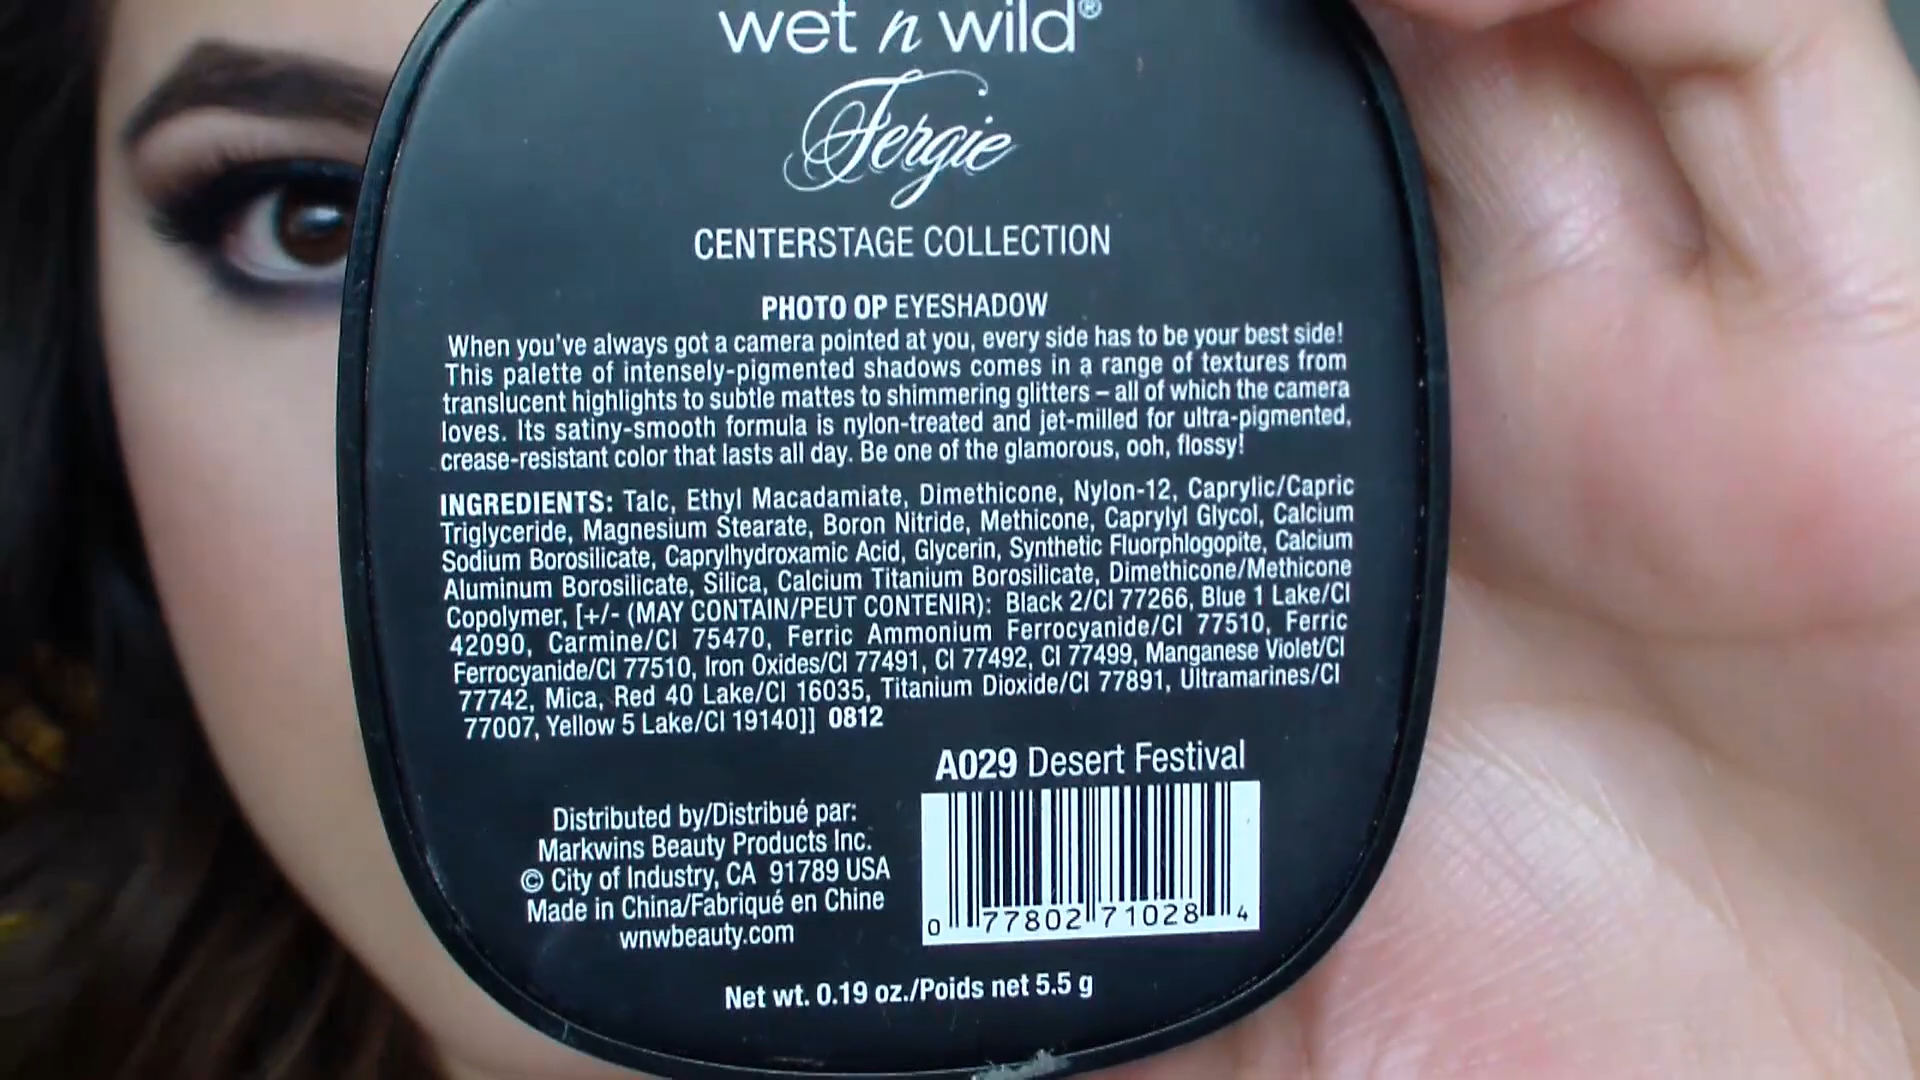 wet n wild®
Fergie
CENTERSTAGE COLLECTION
PHOTO OP EYESHADOW
When you've always got a camera pointed at you, every side has to be your best side!
This palette of intensely-pigmented shadows comes in a range of textures from
translucent highlights to subtle mattes to shimmering glitters – all of which the camera
loves. Its satiny-smooth formula is nylon-treated and jet-milled for ultra-pigmented,
crease-resistant color that lasts all day. Be one of the glamorous, ooh, flossy!
INGREDIENTS: Talc, Ethyl Macadamiate, Dimethicone, Nylon-12, Caprylic/Capric
Triglyceride, Magnesium Stearate, Boron Nitride, Methicone, Caprylyl Glycol, Calcium
Sodium Borosilicate, Caprylhydroxamic Acid, Glycerin, Synthetic Fluorphlogopite, Calcium
Aluminum Borosilicate, Silica, Calcium Titanium Borosilicate, Dimethicone/Methicone
Copolymer, [+/- (MAY CONTAIN/PEUT CONTENIR): Black 2/CI 77266, Blue 1 Lake/CI
42090, Carmine/CI 75470, Ferric Ammonium Ferrocyanide/CI 77510, Ferric
Ferrocyanide/CI 77510, Iron Oxides/CI 77491, CI 77492, CI 77499, Manganese Violet/CI
77742, Mica, Red 40 Lake/CI 16035, Titanium Dioxide/CI 77891, Ultramarines/CI
77007, Yellow 5 Lake/CI 19140]] 0812
A029 Desert Festival
Distributed by/Distribué par:
Markwins Beauty Products Inc.
© City of Industry, CA 91789 USA
Made in China/Fabriqué en Chine
wnwbeauty.com
0 77802 71028 4
Net wt. 0.19 oz./Poids net 5.5 g